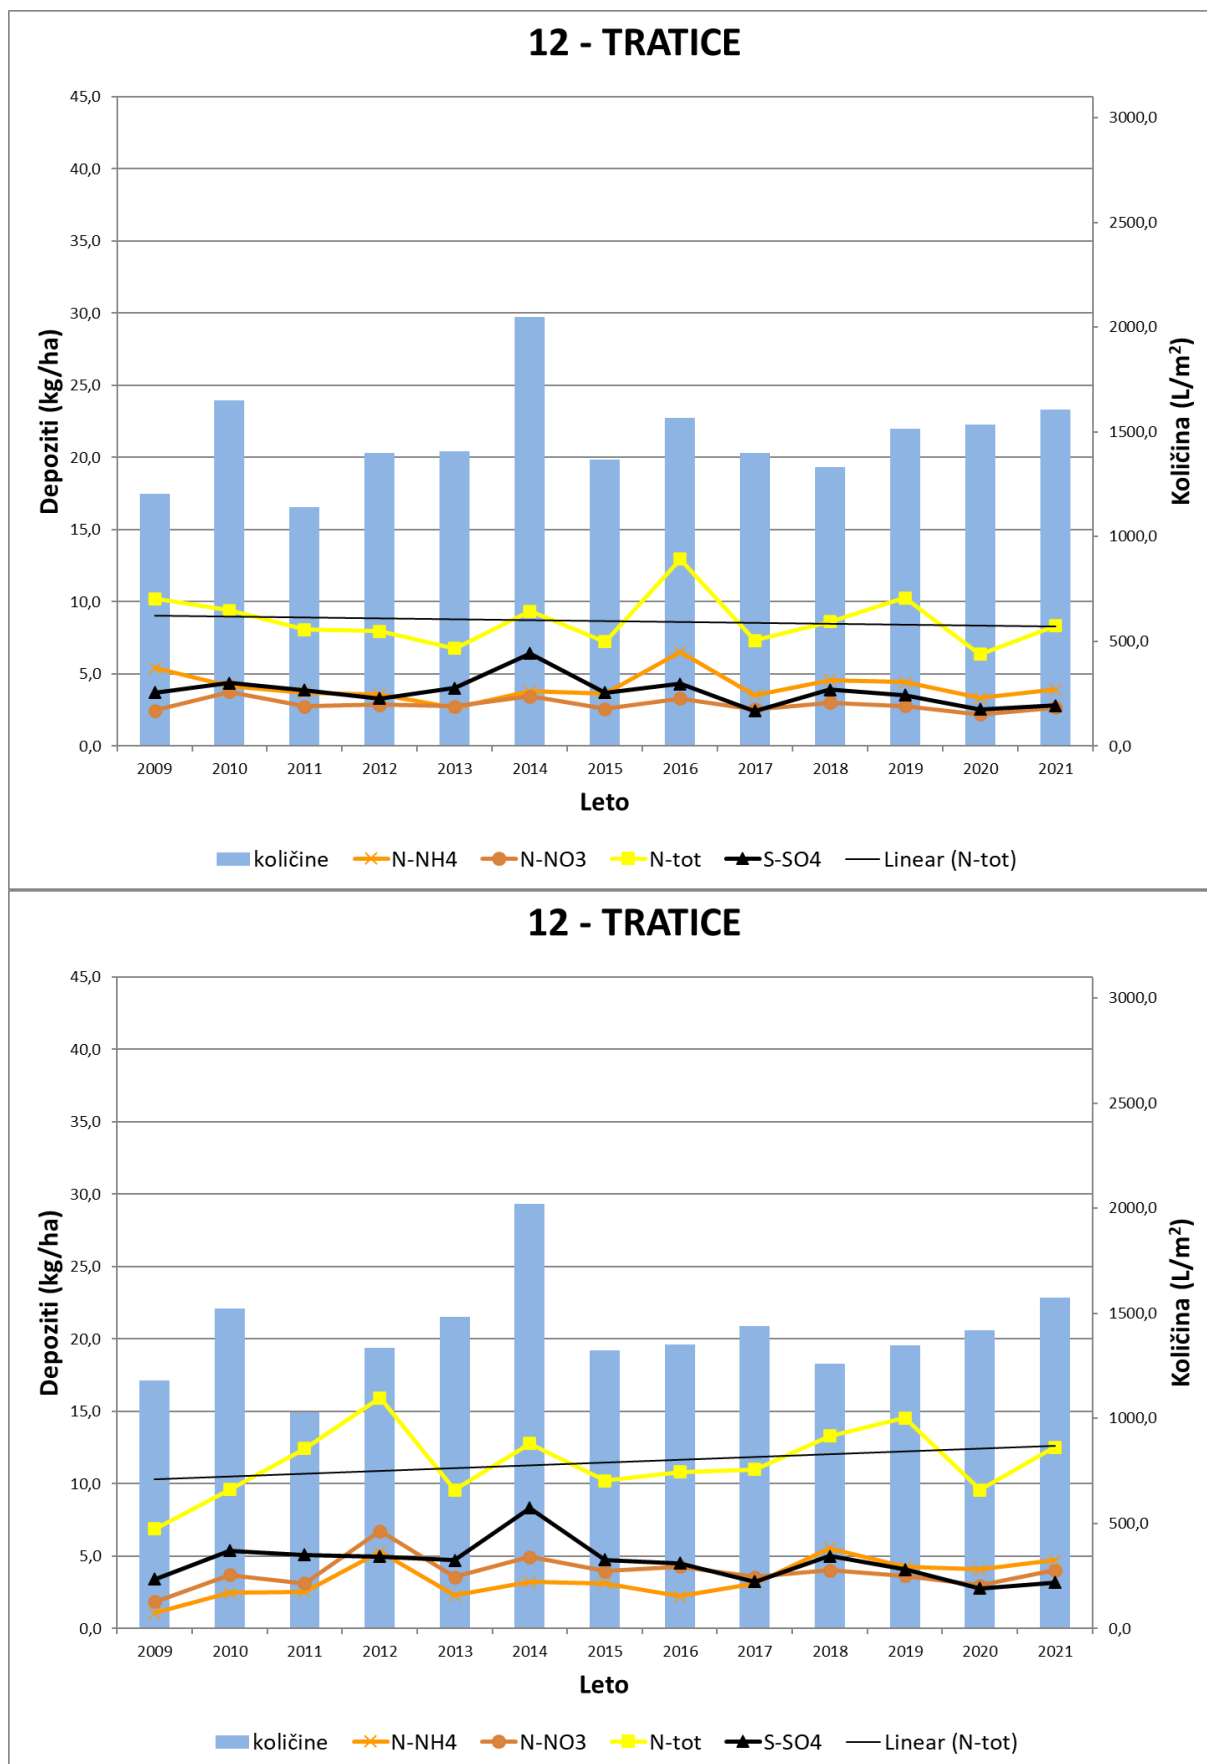 12 - TRATICE
45,0
40,0
35,0
30,0
25,0
20,0
15,0
10,0
5,0
0,0
Depoziti (kg/ha)
3000,0
2500,0
2000,0
1500,0
1000,0
500,0
0,0
Količina (L/m²)
2009 2010 2011 2012 2013 2014 2015 2016 2017 2018 2019 2020 2021
Leto
količine N-NH4 N-NO3 N-tot S-SO4 Linear (N-tot)
12 - TRATICE
45,0
40,0
35,0
30,0
25,0
20,0
15,0
10,0
5,0
0,0
Depoziti (kg/ha)
3000,0
2500,0
2000,0
1500,0
1000,0
500,0
0,0
Količina (L/m²)
2009 2010 2011 2012 2013 2014 2015 2016 2017 2018 2019 2020 2021
Leto
količine N-NH4 N-NO3 N-tot S-SO4 Linear (N-tot)